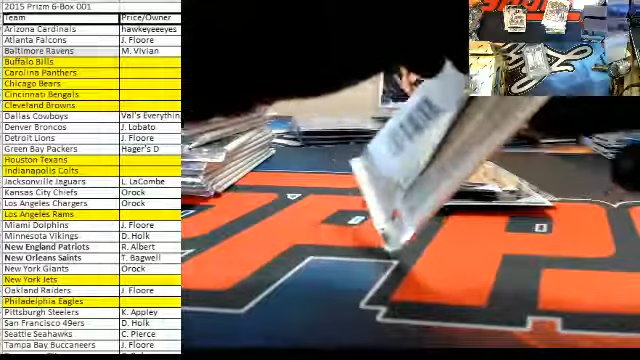 2015 Prizm 6-Box 001
Team Price/Owner
Arizona Cardinals hawkeyeeeyes
Atlanta Falcons J. Floore
Baltimore Ravens M. Vivian
Buffalo Bills
Carolina Panthers
Chicago Bears
Cincinnati Bengals
Cleveland Browns
Dallas Cowboys Val's Everythin
Denver Broncos J. Lobato
Detroit Lions J. Floore
Green Bay Packers Hager's D
Houston Texans
Indianapolis Colts
Jacksonville Jaguars L. LaCombe
Kansas City Chiefs Orock
Los Angeles Chargers Orock
Los Angeles Rams
Miami Dolphins J. Floore
Minnesota Vikings D. Holk
New England Patriots R. Albert
New Orleans Saints T. Bagwell
New York Giants Orock
New York Jets
Oakland Raiders J. Floore
Philadelphia Eagles
Pittsburgh Steelers K. Appley
San Francisco 49ers D. Holk
Seattle Seahawks C. Pierce
Tampa Bay Buccaneers J. Floore